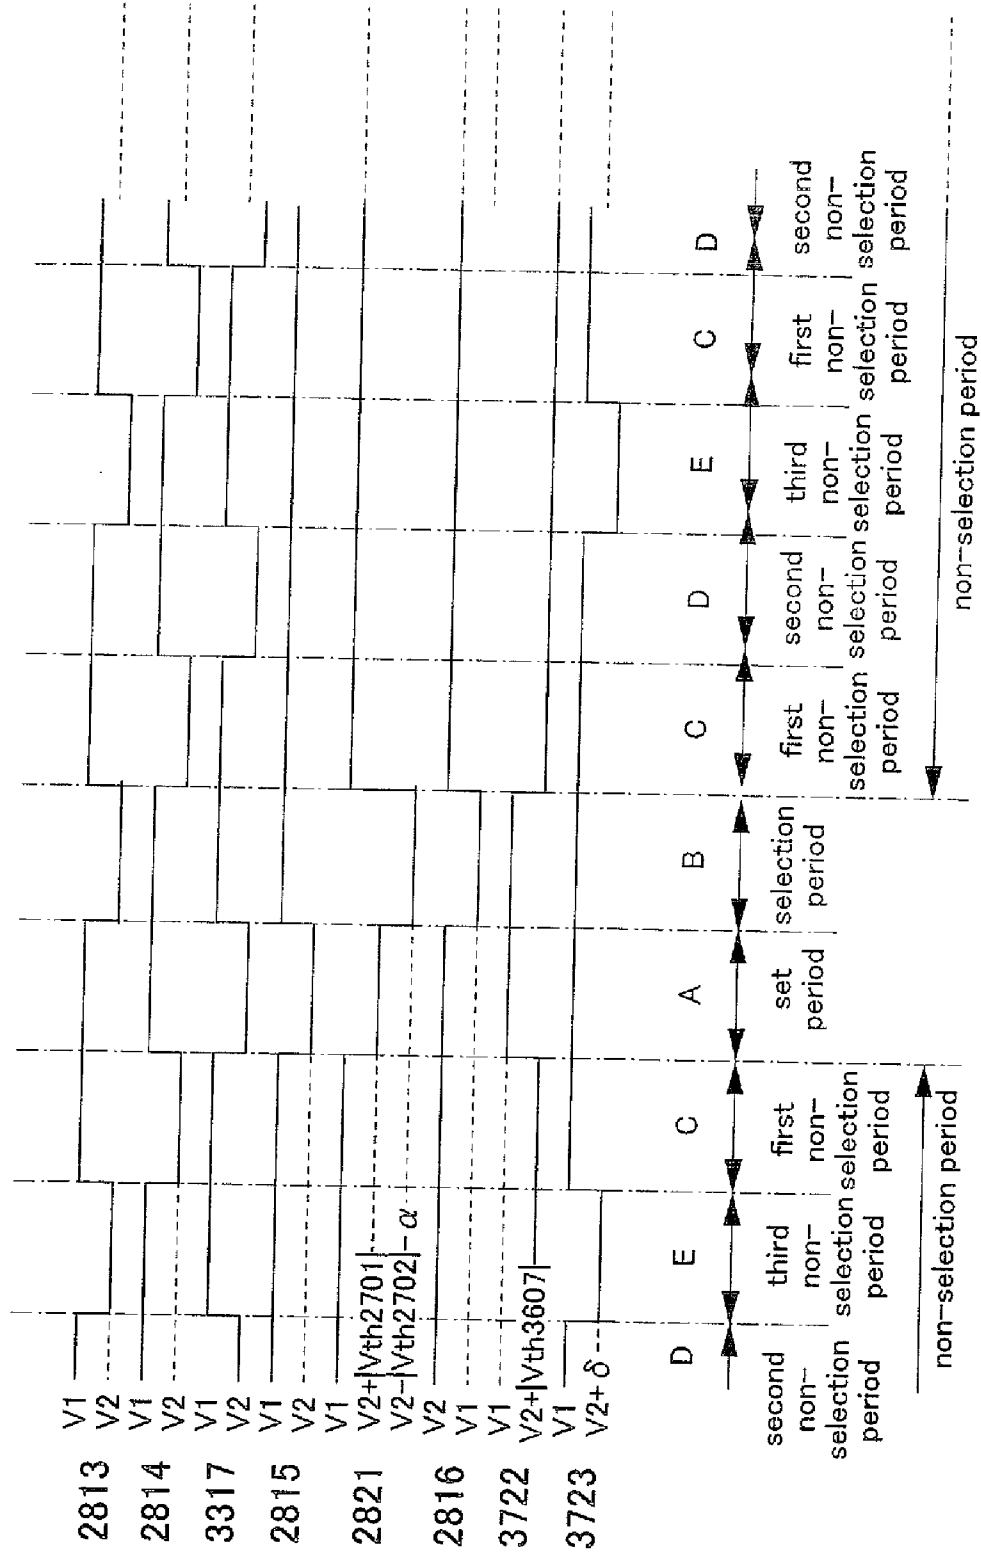 2813
V1
V2
2814
V1
V2
3317
V1
V2
2815
V1
V2
2821
V1
V2+|Vth2701|
V2-|Vth2702|-α
2816
V2
V1
3722
V1
V2+|Vth3607|
3723
V1
V2+δ
D
E
C
A
B
C
D
E
C
D
second
non-
selection
period
third
non-
selection
period
first
non-
selection
period
set
period
selection
period
first
non-
selection
period
second
non-
selection
period
third
non-
selection
period
first
non-
selection
period
second
non-
selection
period
non-selection period
non-selection period